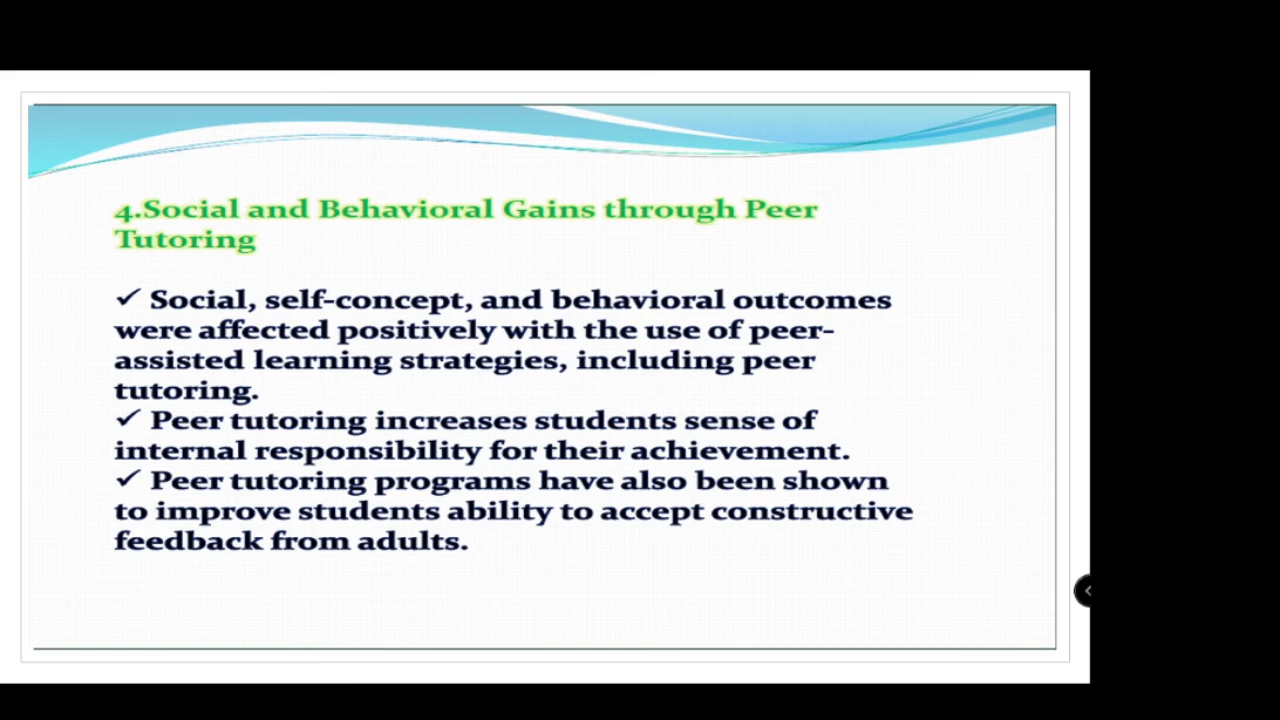 4.Social and Behavioral Gains through Peer
Tutoring
✓ Social, self-concept, and behavioral outcomes
were affected positively with the use of peer-
assisted learning strategies, including peer
tutoring.
✓ Peer tutoring increases students sense of
internal responsibility for their achievement.
✓ Peer tutoring programs have also been shown
to improve students ability to accept constructive
feedback from adults.